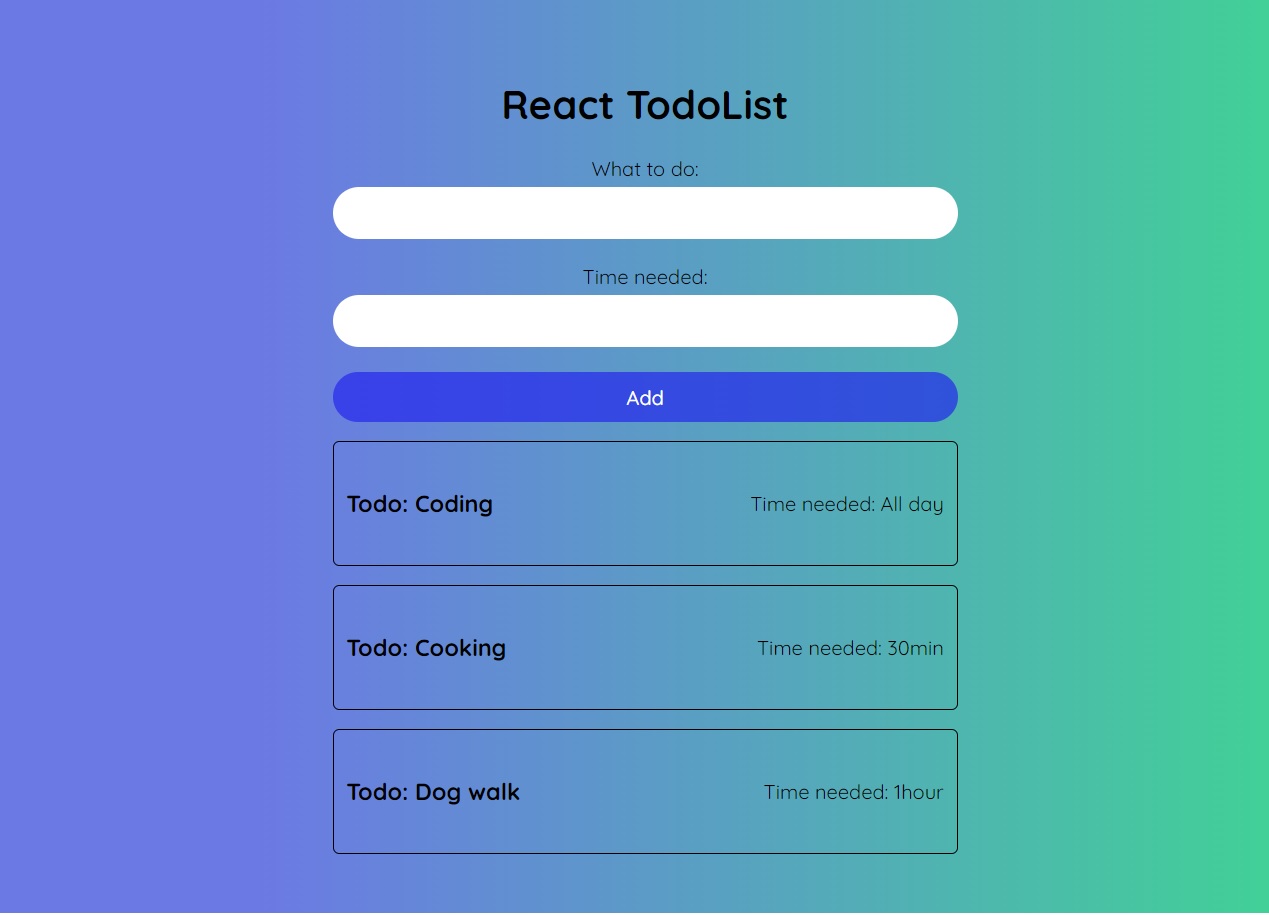 React TodoList
What to do:
Time needed:
Add
Todo: Coding Time needed: All day
Todo: Cooking Time needed: 30min
Todo: Dog walk Time needed: 1hour